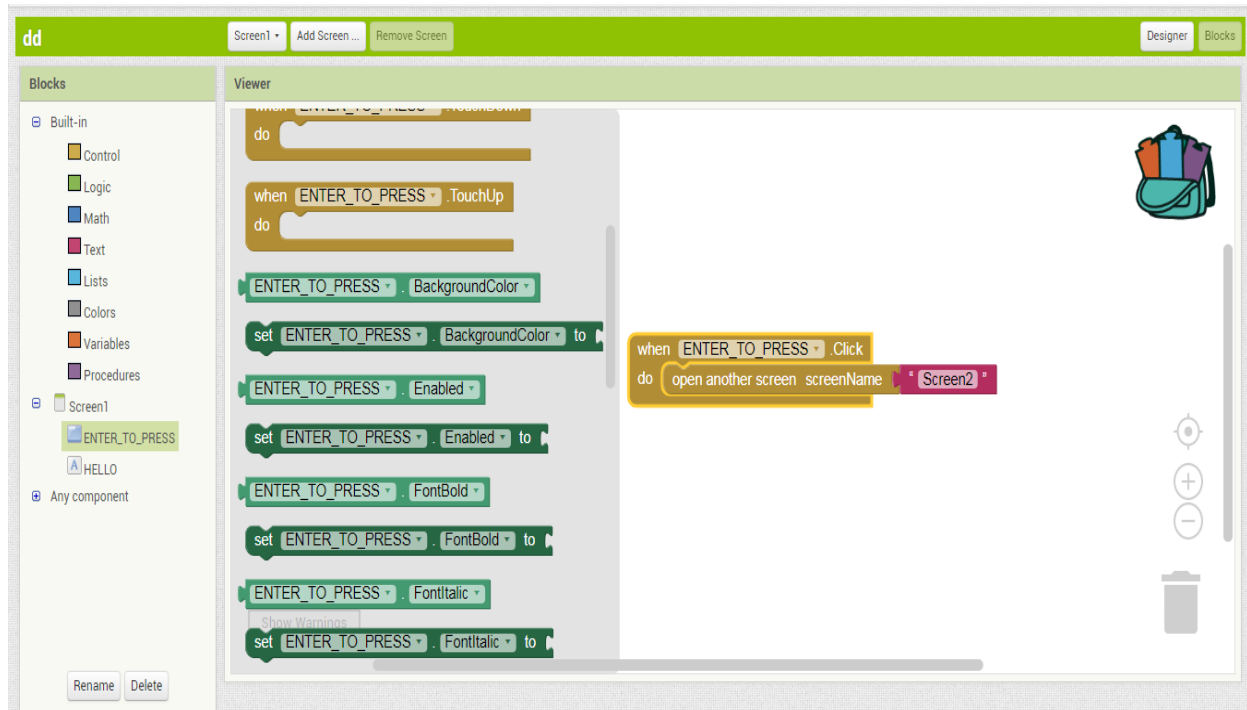 dd
Screen1
Add Screen ...
Remove Screen
Designer
Blocks
Blocks
Viewer
Built-in
Control
Logic
Math
Text
Lists
Colors
Variables
Procedures
Screen1
ENTER_TO_PRESS
HELLO
Any component
Rename
Delete
when ENTER_TO_PRESS .TouchDown
do
when ENTER_TO_PRESS .TouchUp
do
ENTER_TO_PRESS . BackgroundColor
set ENTER_TO_PRESS . BackgroundColor to
ENTER_TO_PRESS . Enabled
set ENTER_TO_PRESS . Enabled to
ENTER_TO_PRESS . FontBold
set ENTER_TO_PRESS . FontBold to
ENTER_TO_PRESS . FontItalic
Show Warnings
set ENTER_TO_PRESS . FontItalic to
when ENTER_TO_PRESS .Click
do open another screen screenName " Screen2 "